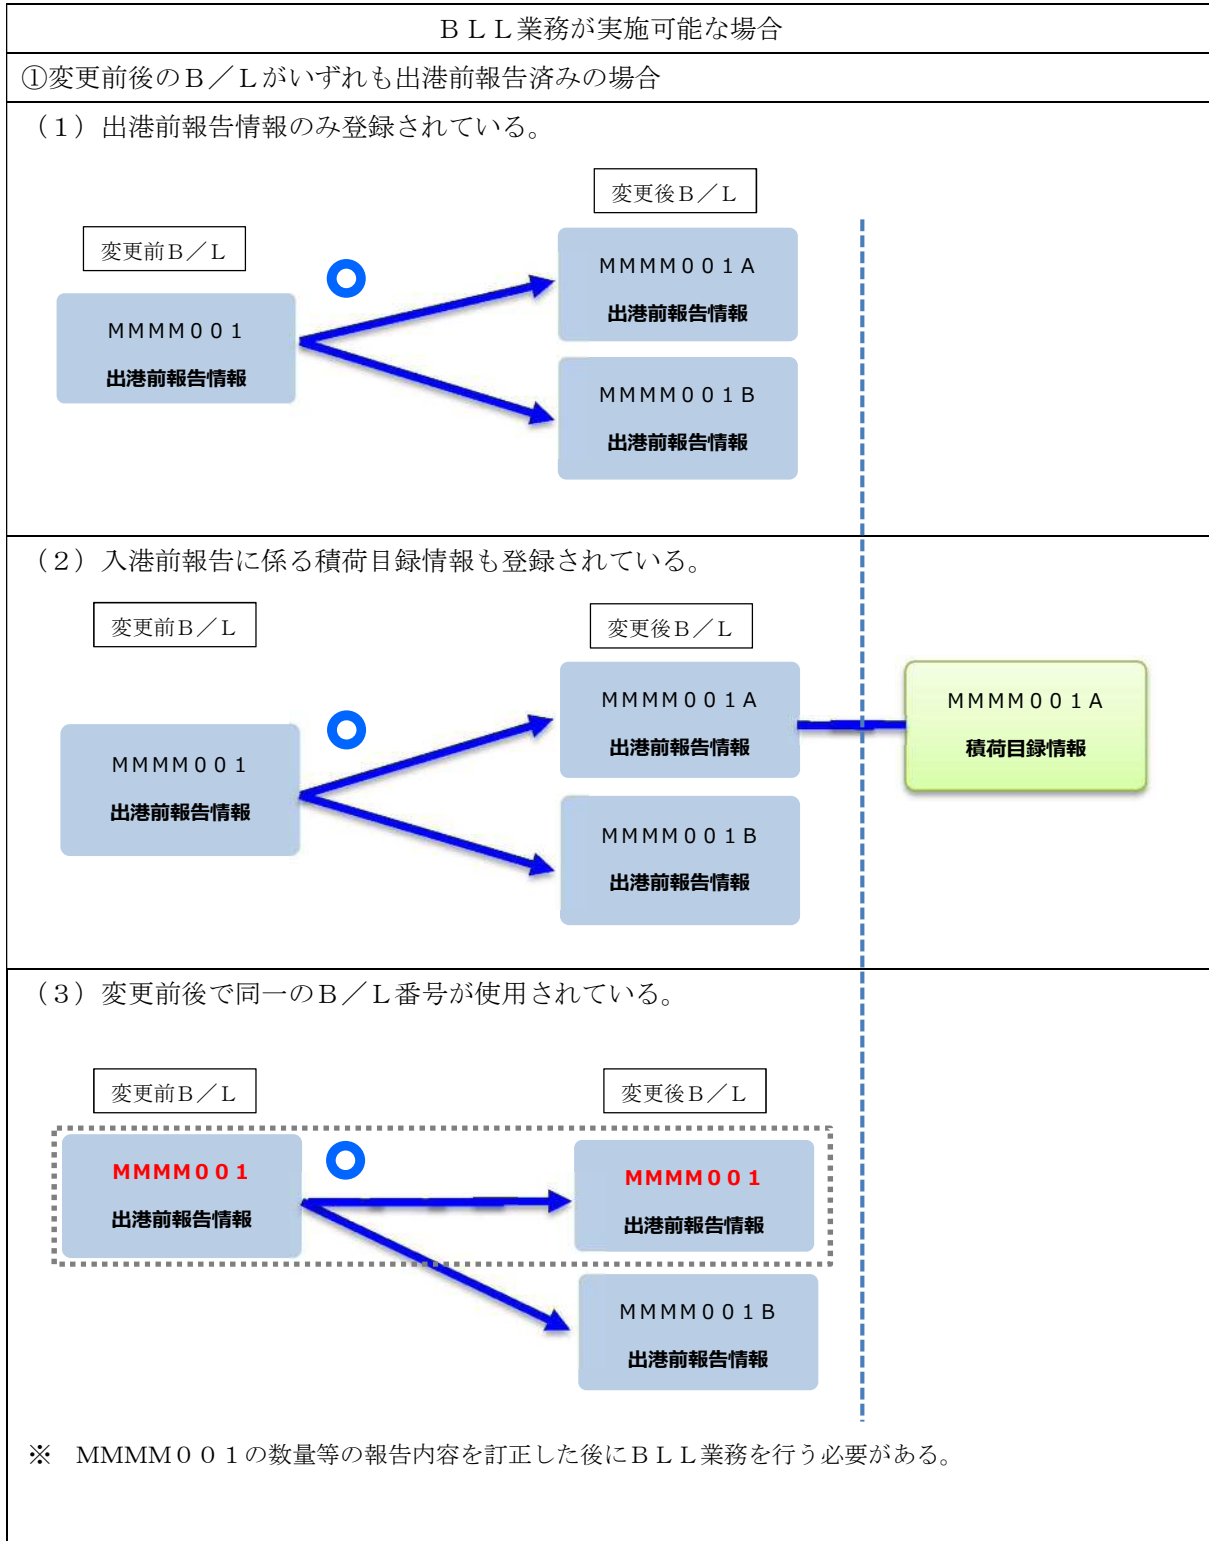 ＢＬＬ業務が実施可能な場合
①変更前後のＢ／Ｌがいずれも出港前報告済みの場合
（１）出港前報告情報のみ登録されている。
変更後Ｂ／Ｌ
変更前Ｂ／Ｌ
ＭＭＭＭ００１Ａ
出港前報告情報
ＭＭＭＭ００１
出港前報告情報
ＭＭＭＭ００１Ｂ
出港前報告情報
（２）入港前報告に係る積荷目録情報も登録されている。
変更前Ｂ／Ｌ
変更後Ｂ／Ｌ
ＭＭＭＭ００１Ａ
出港前報告情報
ＭＭＭＭ００１Ａ
積荷目録情報
ＭＭＭＭ００１
出港前報告情報
ＭＭＭＭ００１Ｂ
出港前報告情報
（３）変更前後で同一のＢ／Ｌ番号が使用されている。
変更前Ｂ／Ｌ
変更後Ｂ／Ｌ
ＭＭＭＭ００１
出港前報告情報
ＭＭＭＭ００１
出港前報告情報
ＭＭＭＭ００１Ｂ
出港前報告情報
※　ＭＭＭＭ００１の数量等の報告内容を訂正した後にＢＬＬ業務を行う必要がある。